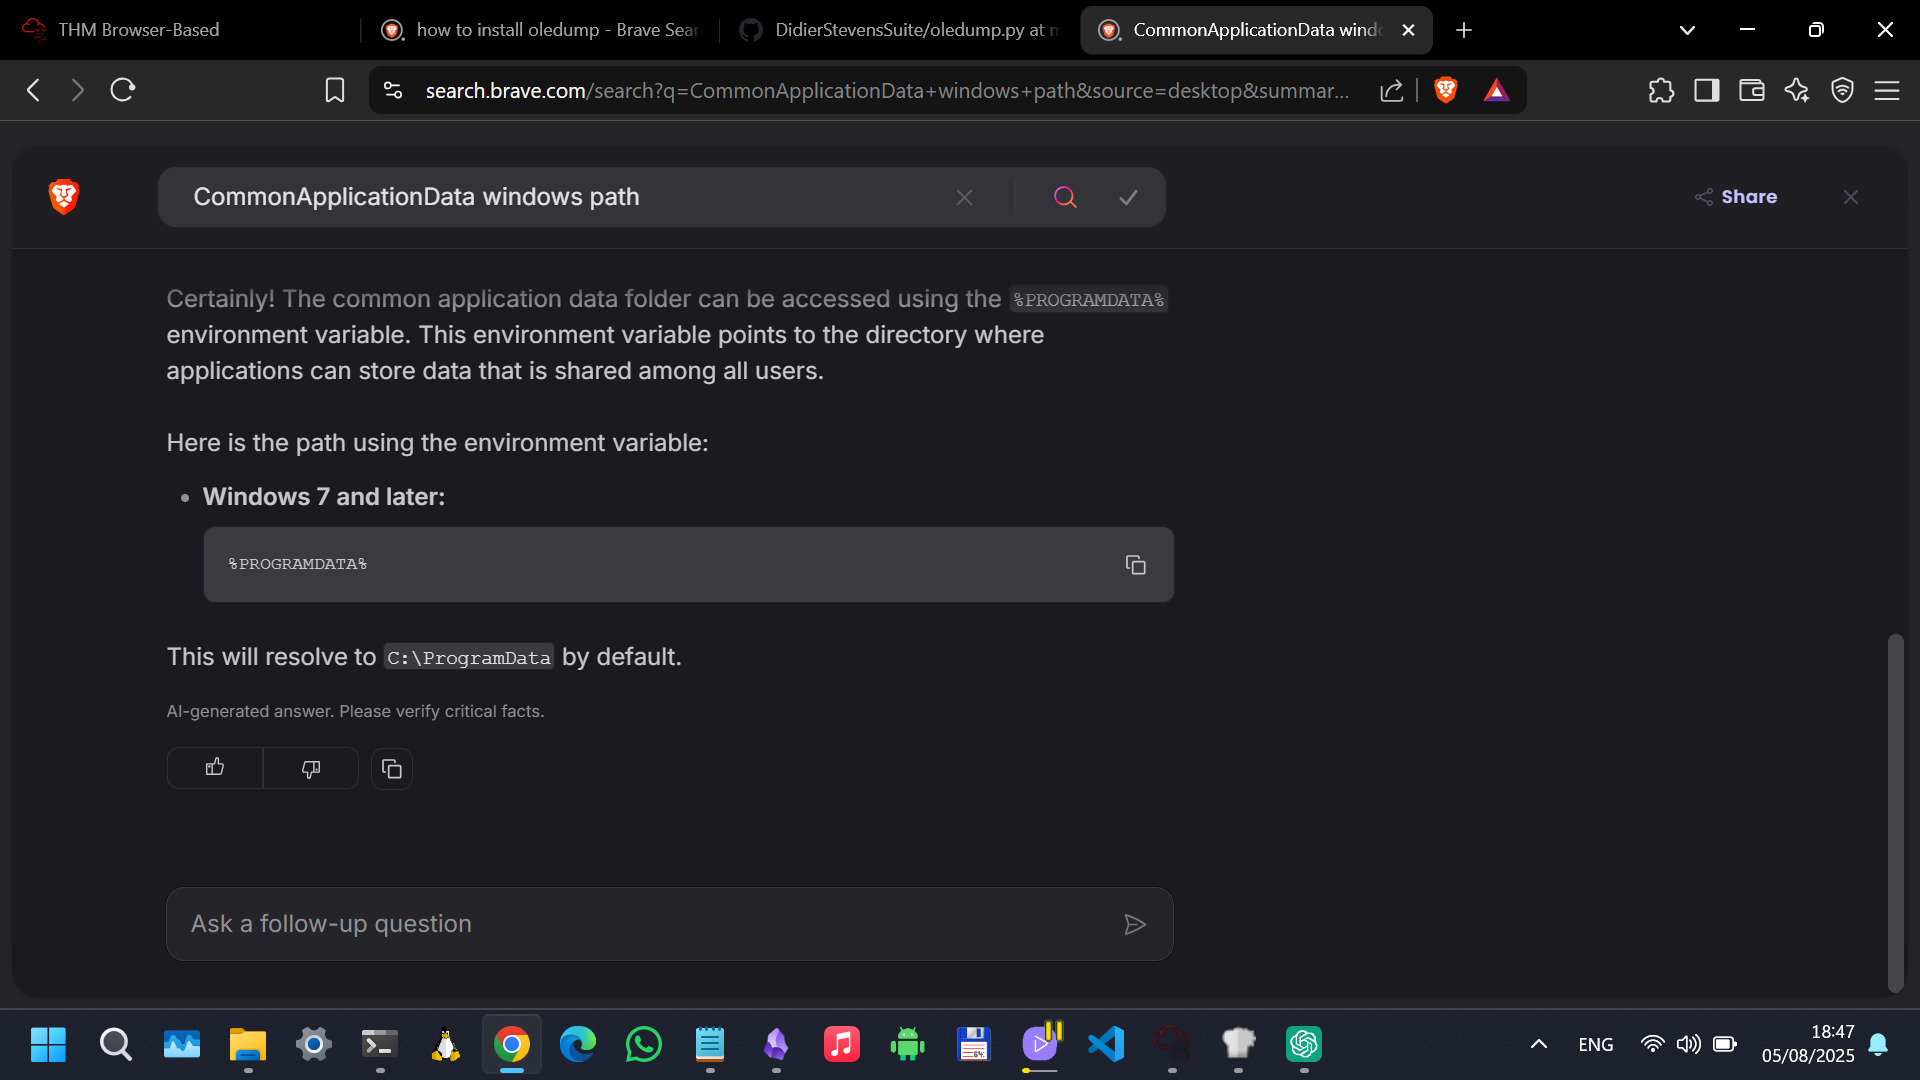 THM Browser-Based
how to install oledump - Brave Sear
DidierStevensSuite/oledump.py at m
CommonApplicationData windo
search.brave.com/search?q=CommonApplicationData+windows+path&source=desktop&summar...
CommonApplicationData windows path
Share
Certainly! The common application data folder can be accessed using the %PROGRAMDATA%
environment variable. This environment variable points to the directory where
applications can store data that is shared among all users.
Here is the path using the environment variable:
• Windows 7 and later:
%PROGRAMDATA%
This will resolve to C:\ProgramData by default.
AI-generated answer. Please verify critical facts.
Ask a follow-up question
64
ENG
18:47
05/08/2025